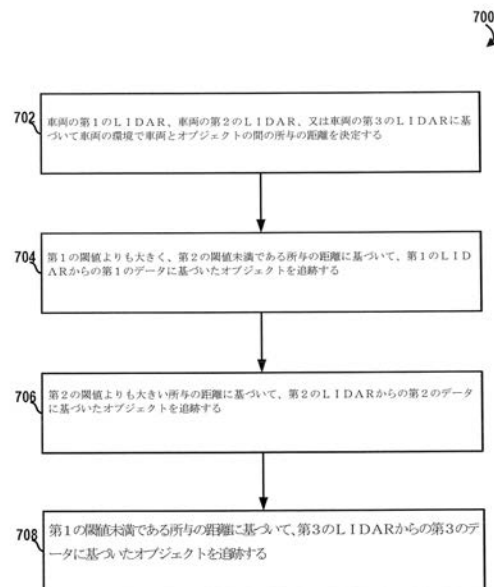 700
702
車両の第1のLIDAR、車両の第2のLIDAR、又は車両の第3のLIDARに基
づいて車両の環境で車両とオブジェクトの間の所与の距離を決定する
704
第1の閾値よりも大きく、第2の閾値未満である所与の距離に基づいて、第1のLID
ARからの第1のデータに基づいたオブジェクトを追跡する
706
第2の閾値よりも大きい所与の距離に基づいて、第2のLIDARからの第2のデータ
に基づいたオブジェクトを追跡する
708
第1の閾値未満である所与の距離に基づいて、第3のLIDARからの第3のデ
ータに基づいたオブジェクトを追跡する